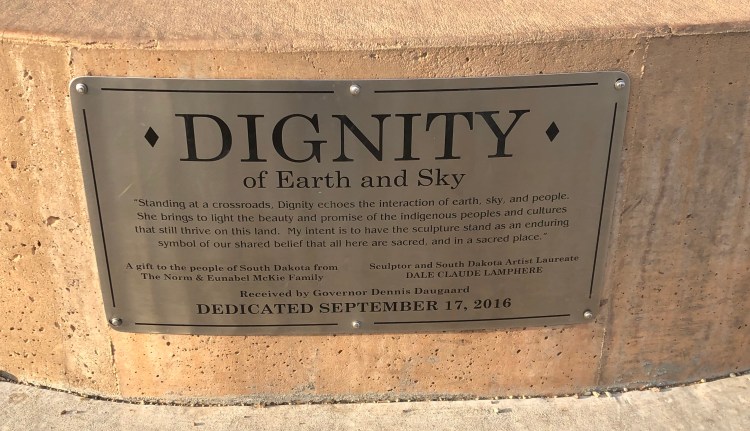 DIGNITY
of Earth and Sky
"Standing at a crossroads, Dignity echoes the interaction of earth, sky, and people.
She brings to light the beauty and promise of the indigenous peoples and cultures
that still thrive on this land. My intent is to have the sculpture stand as an enduring
symbol of our shared belief that all here are sacred, and in a sacred place."
A gift to the people of South Dakota from
The Norm & Eunabel McKie Family
Sculptor and South Dakota Artist Laureate
DALE CLAUDE LAMPHERE
Received by Governor Dennis Daugaard
DEDICATED SEPTEMBER 17, 2016